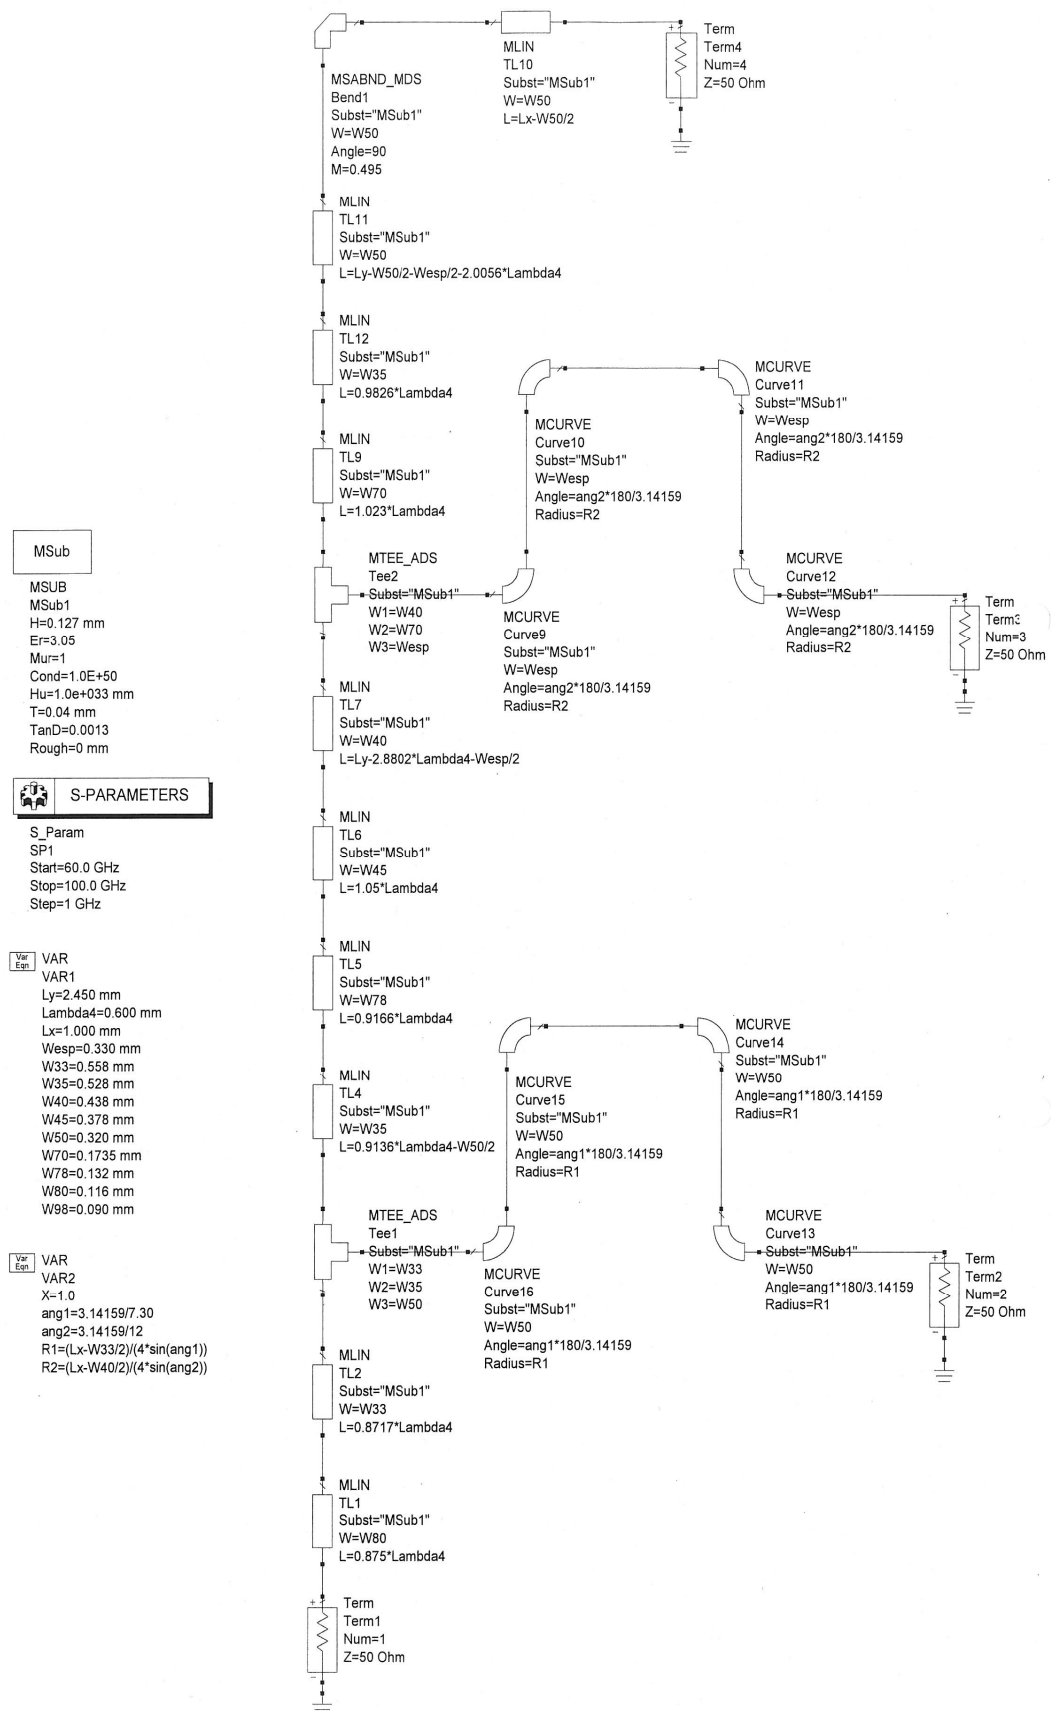 Term
Term4
Num=4
Z=50 Ohm
MLIN
TL10
Subst="MSub1"
W=W50
L=Lx-W50/2
MSABND_MDS
Bend1
Subst="MSub1"
W=W50
Angle=90
M=0.495
MLIN
TL11
Subst="MSub1"
W=W50
L=Ly-W50/2-Wesp/2-2.0056*Lambda4
MLIN
TL12
Subst="MSub1"
W=W35
L=0.9826*Lambda4
MCURVE
Curve11
Subst="MSub1"
W=Wesp
Angle=ang2*180/3.14159
Radius=R2
MCURVE
Curve10
Subst="MSub1"
W=Wesp
Angle=ang2*180/3.14159
Radius=R2
MLIN
TL9
Subst="MSub1"
W=W70
L=1.023*Lambda4
MTEE_ADS
Tee2
Subst="MSub1"
W1=W40
W2=W70
W3=Wesp
MCURVE
Curve9
Subst="MSub1"
W=Wesp
Angle=ang2*180/3.14159
Radius=R2
MCURVE
Curve12
Subst="MSub1"
W=Wesp
Angle=ang2*180/3.14159
Radius=R2
Term
Term3
Num=3
Z=50 Ohm
MSub
MSUB
MSub1
H=0.127 mm
Er=3.05
Mur=1
Cond=1.0E+50
Hu=1.0e+033 mm
T=0.04 mm
TanD=0.0013
Rough=0 mm
MLIN
TL7
Subst="MSub1"
W=W40
L=Ly-2.8802*Lambda4-Wesp/2
S-PARAMETERS
S_Param
SP1
Start=60.0 GHz
Stop=100.0 GHz
Step=1 GHz
MLIN
TL6
Subst="MSub1"
W=W45
L=1.05*Lambda4
Var
Eqn
VAR
VAR1
Ly=2.450 mm
Lambda4=0.600 mm
Lx=1.000 mm
Wesp=0.330 mm
W33=0.558 mm
W35=0.528 mm
W40=0.438 mm
W45=0.378 mm
W50=0.320 mm
W70=0.1735 mm
W78=0.132 mm
W80=0.116 mm
W98=0.090 mm
MLIN
TL5
Subst="MSub1"
W=W78
L=0.9166*Lambda4
MLIN
TL4
Subst="MSub1"
W=W35
L=0.9136*Lambda4-W50/2
MCURVE
Curve14
Subst="MSub1"
W=W50
Angle=ang1*180/3.14159
Radius=R1
MCURVE
Curve15
Subst="MSub1"
W=W50
Angle=ang1*180/3.14159
Radius=R1
MTEE_ADS
Tee1
Subst="MSub1"
W1=W33
W2=W35
W3=W50
MCURVE
Curve16
Subst="MSub1"
W=W50
Angle=ang1*180/3.14159
Radius=R1
MCURVE
Curve13
Subst="MSub1"
W=W50
Angle=ang1*180/3.14159
Radius=R1
Term
Term2
Num=2
Z=50 Ohm
Var
Eqn
VAR
VAR2
X=1.0
ang1=3.14159/7.30
ang2=3.14159/12
R1=(Lx-W33/2)/(4*sin(ang1))
R2=(Lx-W40/2)/(4*sin(ang2))
MLIN
TL2
Subst="MSub1"
W=W33
L=0.8717*Lambda4
MLIN
TL1
Subst="MSub1"
W=W80
L=0.875*Lambda4
Term
Term1
Num=1
Z=50 Ohm